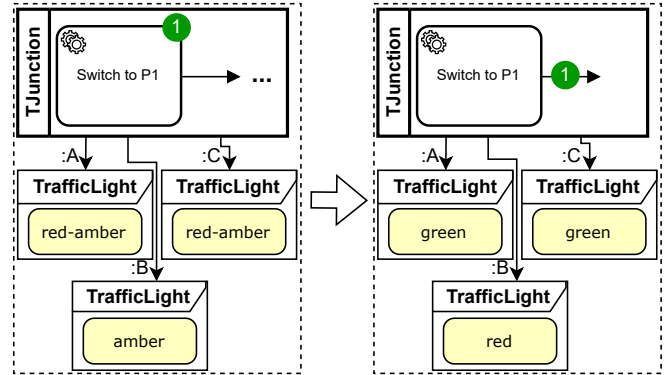 TJunction
1
Switch to P1
...
:A
:C
TrafficLight
TrafficLight
red-amber
red-amber
:B
TrafficLight
amber
TJunction
Switch to P1
1
:A
:C
TrafficLight
TrafficLight
green
green
:B
TrafficLight
red